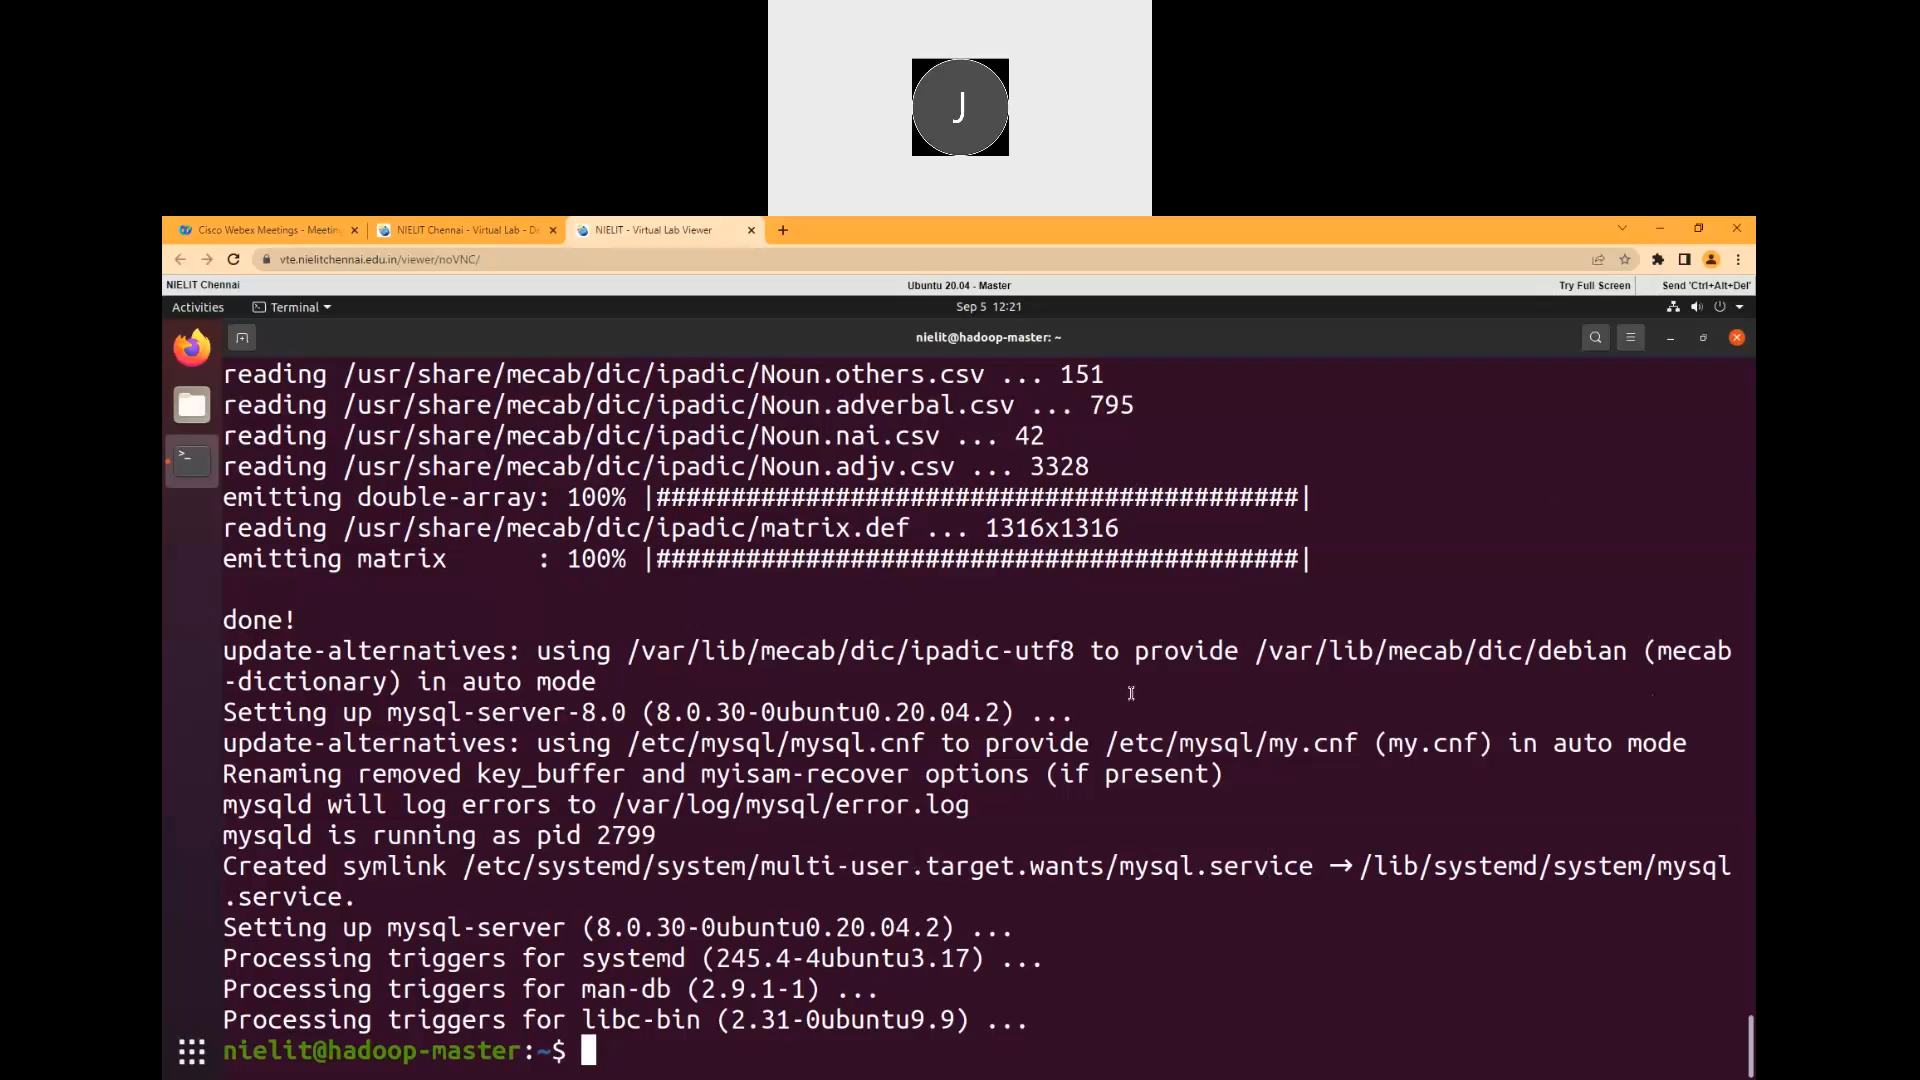 J
Cisco Webex Meetings - Meetin
NIELIT Chennai - Virtual Lab - D
NIELIT - Virtual Lab Viewer
vte.nielitchennai.edu.in/viewer/noVNC/
NIELIT Chennai
Ubuntu 20.04 - Master
Try Full Screen
Send 'Ctrl+Alt+Del'
Activities
Terminal
Sep 5 12:21
nielit@hadoop-master: ~
reading /usr/share/mecab/dic/ipadic/Noun.others.csv ... 151
reading /usr/share/mecab/dic/ipadic/Noun.adverbal.csv ... 795
reading /usr/share/mecab/dic/ipadic/Noun.nai.csv ... 42
reading /usr/share/mecab/dic/ipadic/Noun.adjv.csv ... 3328
emitting double-array: 100% |###########################################|
reading /usr/share/mecab/dic/ipadic/matrix.def ... 1316x1316
emitting matrix      : 100% |###########################################|
done!
update-alternatives: using /var/lib/mecab/dic/ipadic-utf8 to provide /var/lib/mecab/dic/debian (mecab
-dictionary) in auto mode
Setting up mysql-server-8.0 (8.0.30-0ubuntu0.20.04.2) ...
update-alternatives: using /etc/mysql/mysql.cnf to provide /etc/mysql/my.cnf (my.cnf) in auto mode
Renaming removed key_buffer and myisam-recover options (if present)
mysqld will log errors to /var/log/mysql/error.log
mysqld is running as pid 2799
Created symlink /etc/systemd/system/multi-user.target.wants/mysql.service → /lib/systemd/system/mysql
.service.
Setting up mysql-server (8.0.30-0ubuntu0.20.04.2) ...
Processing triggers for systemd (245.4-4ubuntu3.17) ...
Processing triggers for man-db (2.9.1-1) ...
Processing triggers for libc-bin (2.31-0ubuntu9.9) ...
nielit@hadoop-master:~$